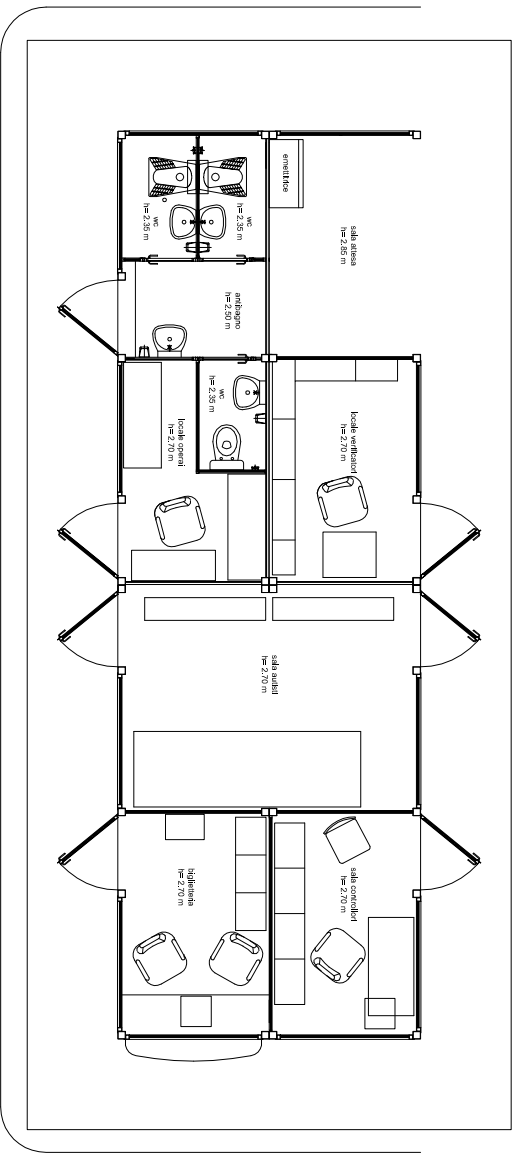 emettitrice
sala attesa
h= 2.85 m
wc
h= 2.35 m
wc
h= 2.35 m
antibagno
h= 2.50 m
wc
h= 2.35 m
locale operai
h= 2.70 m
locale verificatori
h= 2.70 m
sala autisti
h= 2.70 m
biglietteria
h= 2.70 m
sala controllori
h= 2.70 m